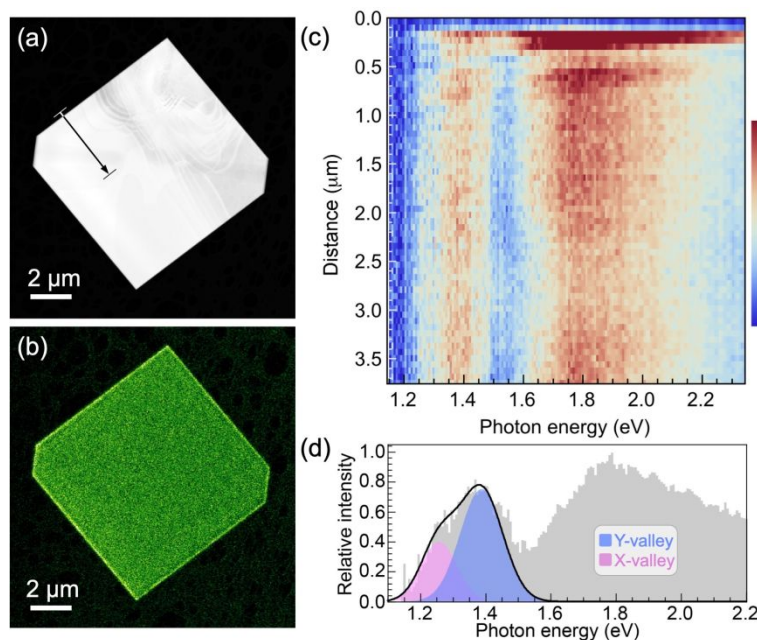 (a)
2 μm
(b)
2 μm
(c)
0.0
0.5
1.0
1.5
2.0
2.5
3.0
3.5
Distance (μm)
1.2 1.4 1.6 1.8 2.0 2.2
Photon energy (eV)
(d)
1.0
0.8
0.6
0.4
0.2
0.0
Relative intensity
Y-valley
X-valley
1.2 1.4 1.6 1.8 2.0 2.2
Photon energy (eV)